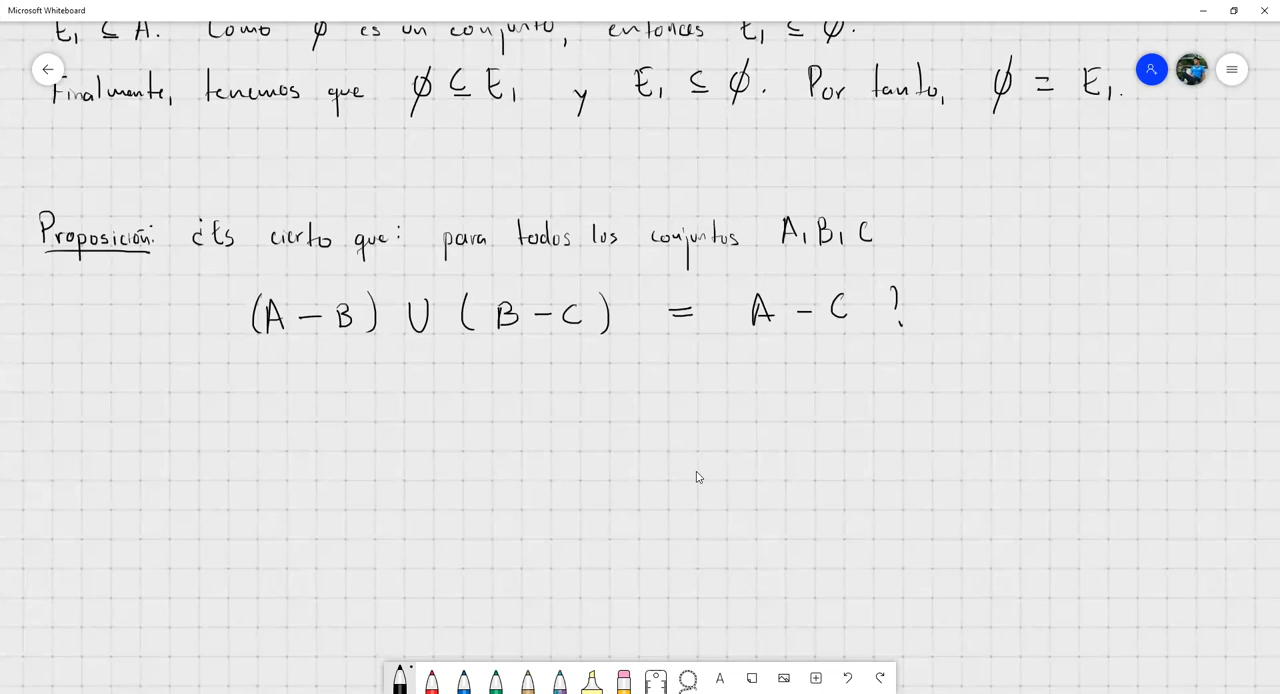 Microsoft Whiteboard
E₁ ⊆ A. Como ϕ es un conjunto, entonces E₁ ⊆ ϕ.
Finalmente, tenemos que ϕ ⊆ E₁ y E₁ ⊆ ϕ. Por tanto, ϕ = E₁.
Proposición: ¿Es cierto que: para todos los conjuntos A, B, C
(A - B) ∪ (B - C) = A - C ?
A